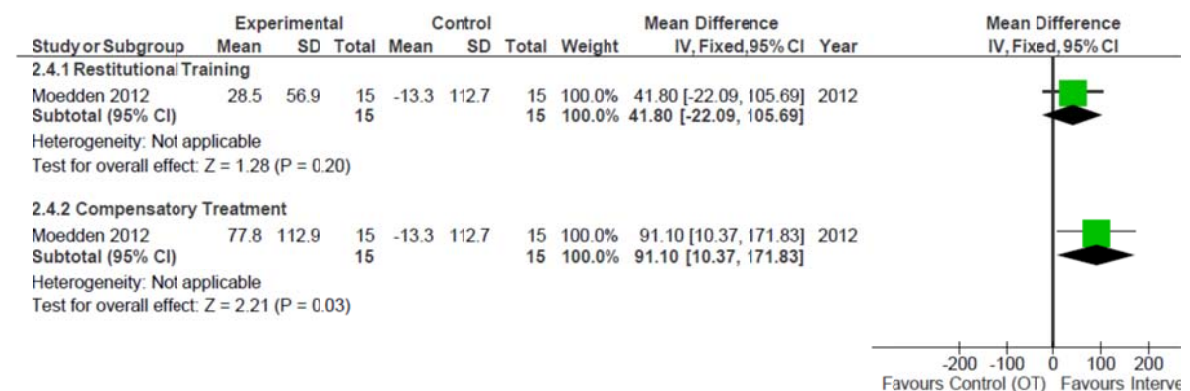 Experimental Control Mean Difference Mean Difference
Study or Subgroup Mean SD Total Mean SD Total Weight IV, Fixed, 95% CI Year IV, Fixed, 95% CI
2.4.1 Restitutional Training
Moedden 2012 28.5 56.9 15 -13.3 112.7 15 100.0% 41.80 [-22.09, 105.69] 2012
Subtotal (95% CI) 15 15 100.0% 41.80 [-22.09, 105.69]
Heterogeneity: Not applicable
Test for overall effect: Z = 1.28 (P = 0.20)
2.4.2 Compensatory Treatment
Moedden 2012 77.8 112.9 15 -13.3 112.7 15 100.0% 91.10 [10.37, 171.83] 2012
Subtotal (95% CI) 15 15 100.0% 91.10 [10.37, 171.83]
Heterogeneity: Not applicable
Test for overall effect: Z = 2.21 (P = 0.03)
-200 -100 0 100 200
Favours Control (OT) Favours Interve